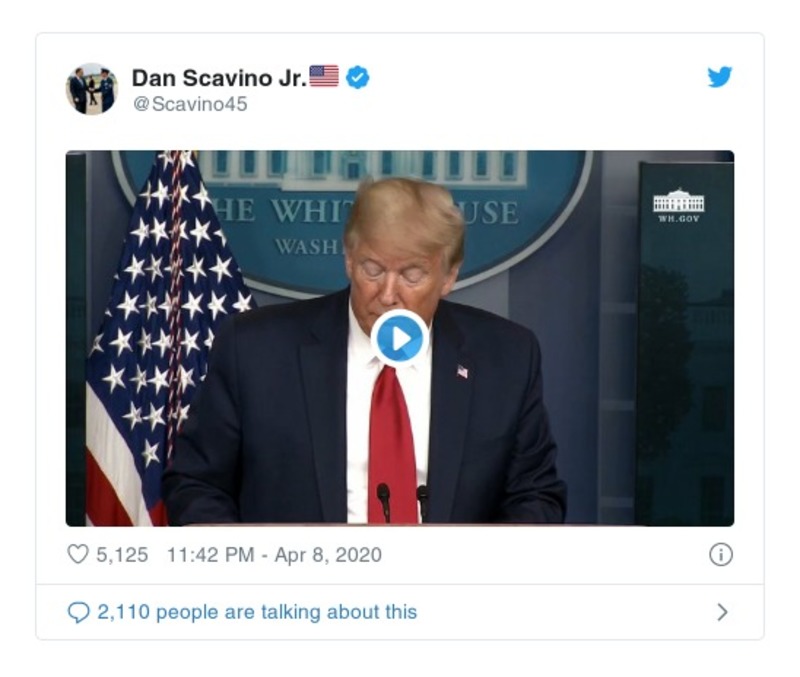 Dan Scavino Jr.
@Scavino45
THE WHIT USE
WASH
WH.GOV
5,125 11:42 PM - Apr 8, 2020
2,110 people are talking about this